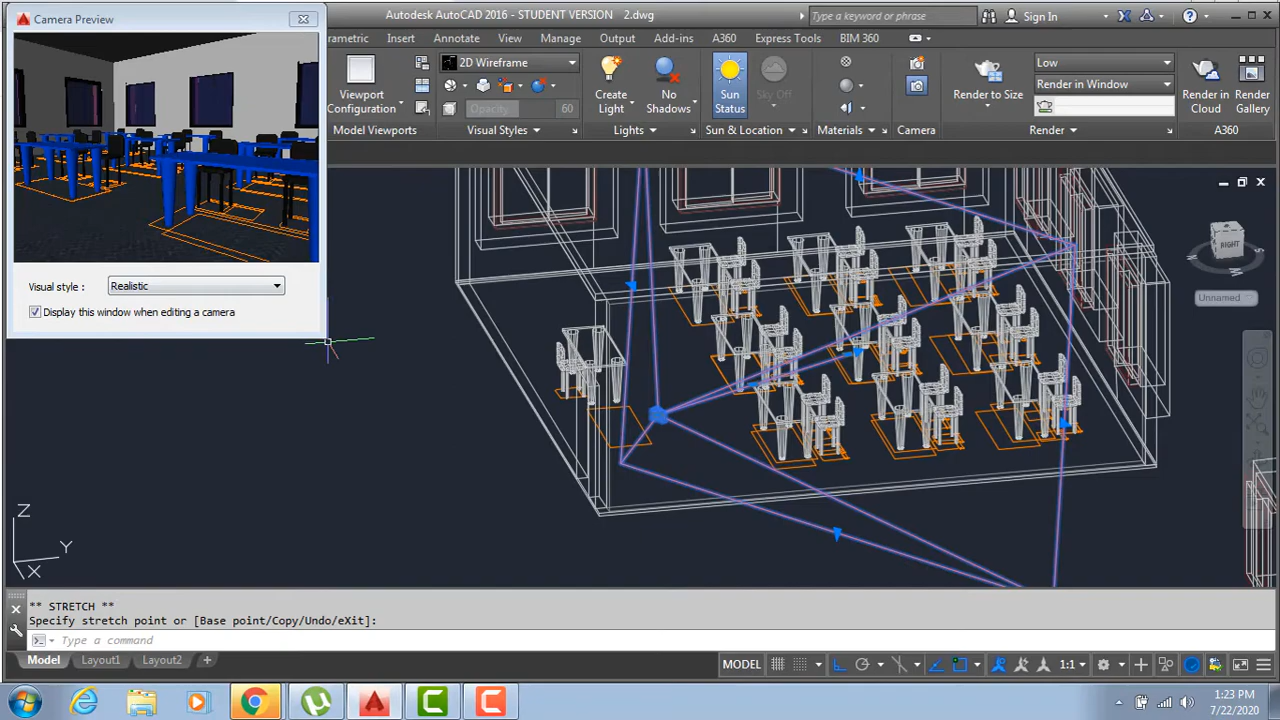 Camera Preview
Autodesk AutoCAD 2016 - STUDENT VERSION 2.dwg
Type a keyword or phrase
Sign In
rametric Insert Annotate View Manage Output Add-ins A360 Express Tools BIM 360
Viewport
Configuration
Model Viewports
2D Wireframe
Opacity 60
Visual Styles
Create
Light
No
Shadows
Lights
Sun
Status
Sky Off
Sun & Location
Materials
Camera
Render to Size
Low
Render in Window
Render
Render in
Cloud
Render
Gallery
A360
Visual style :
Realistic
Display this window when editing a camera
RIGHT
Unnamed
Z
Y
X
** STRETCH **
Specify stretch point or [Base point/Copy/Undo/eXit]:
Type a command
Model Layout1 Layout2 +
MODEL
1:1
1:23 PM
7/22/2020